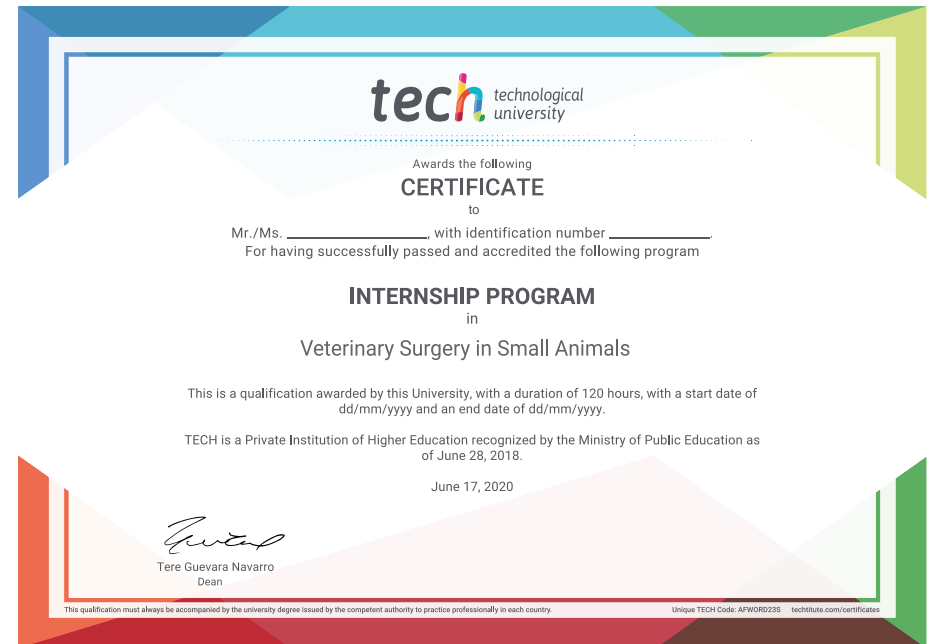 tech technological
university
Awards the following
CERTIFICATE
to
Mr./Ms. ____________________, with identification number ______________.
For having successfully passed and accredited the following program
INTERNSHIP PROGRAM
in
Veterinary Surgery in Small Animals
This is a qualification awarded by this University, with a duration of 120 hours, with a start date of
dd/mm/yyyy and an end date of dd/mm/yyyy.
TECH is a Private Institution of Higher Education recognized by the Ministry of Public Education as
of June 28, 2018.
June 17, 2020
Tere Guevara Navarro
Dean
This qualification must always be accompanied by the university degree issued by the competent authority to practice professionally in each country.
Unique TECH Code: AFWORD23S techtitute.com/certificates